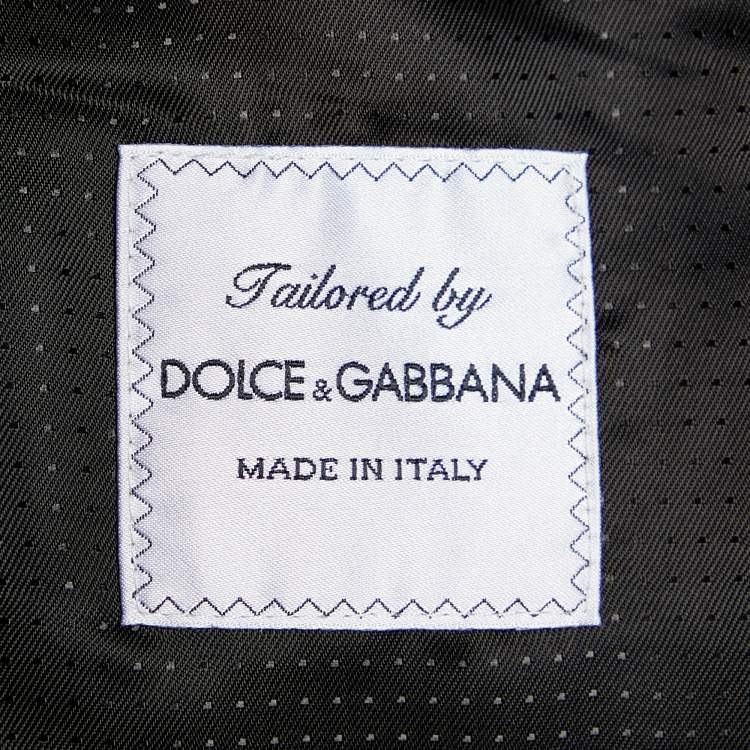 Tailored by
DOLCE & GABBANA
MADE IN ITALY